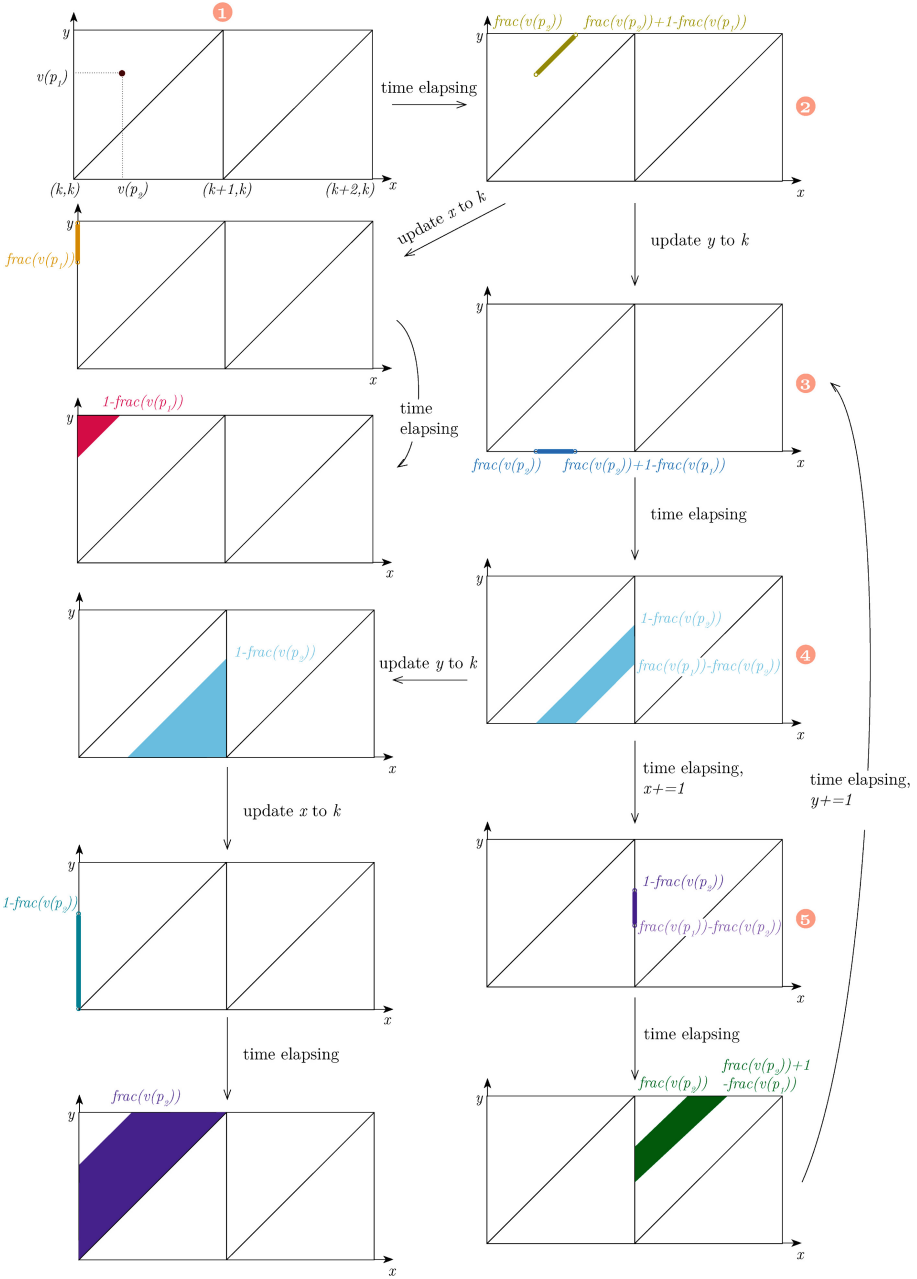 1
y
v(p1)
(k,k)
v(p2)
(k+1,k)
(k+2,k)
x
time elapsing
frac(v(p2))
frac(v(p2))+1-frac(v(p1))
y
2
x
update x to k
update y to k
y
frac(v(p1))
x
time
elapsing
y
3
frac(v(p2))
frac(v(p2))+1-frac(v(p1))
x
1-frac(v(p1))
y
x
time elapsing
y
1-frac(v(p2))
frac(v(p1))-frac(v(p2))
4
x
update y to k
y
1-frac(v(p2))
x
time elapsing,
x+=1
time elapsing,
y+=1
update x to k
y
1-frac(v(p2))
x
y
1-frac(v(p2))
frac(v(p1))-frac(v(p2))
5
x
time elapsing
time elapsing
frac(v(p2))
y
x
frac(v(p2))
frac(v(p2))+1
-frac(v(p1))
y
x